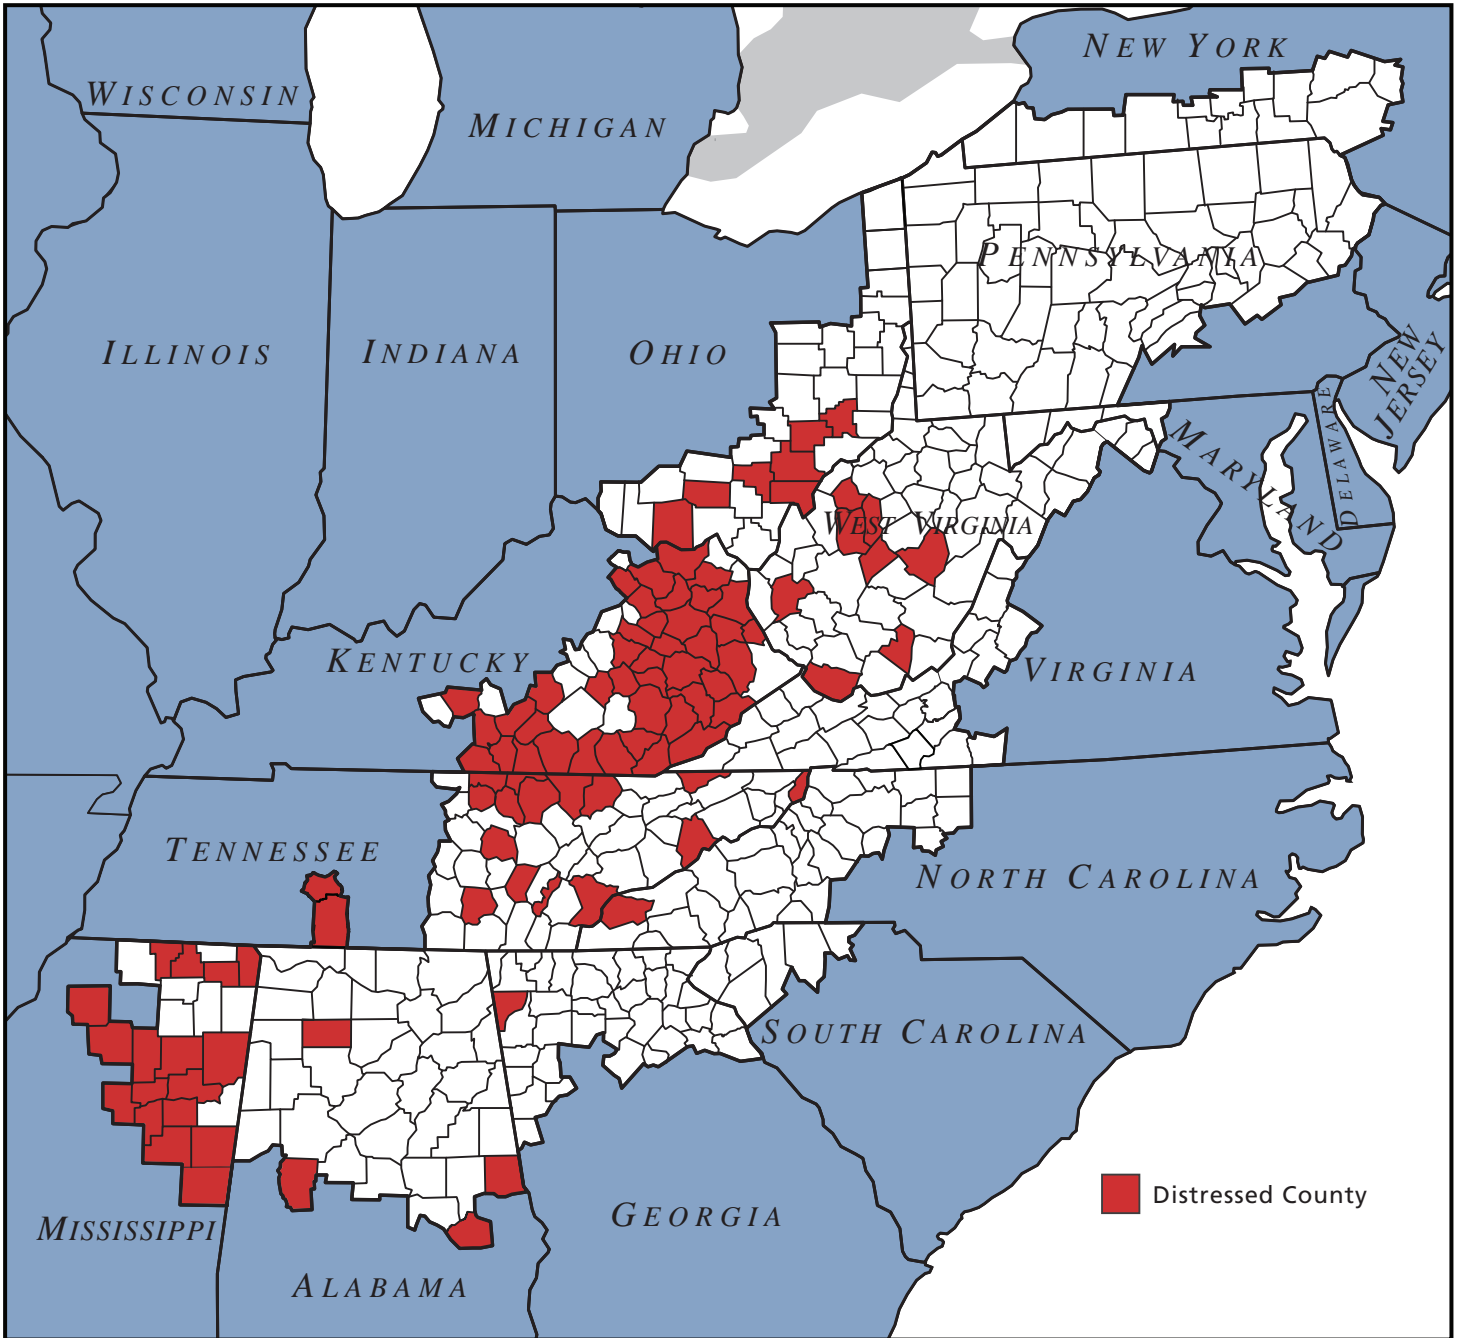 NEW YORK
WISCONSIN
MICHIGAN
PENNSYLVANIA
ILLINOIS
INDIANA
OHIO
NEW
JERSEY
DELAWARE
MARYLAND
DELAWARE
WEST VIRGINIA
KENTUCKY
VIRGINIA
TENNESSEE
NORTH CAROLINA
SOUTH CAROLINA
Distressed County
MISSISSIPPI
GEORGIA
ALABAMA